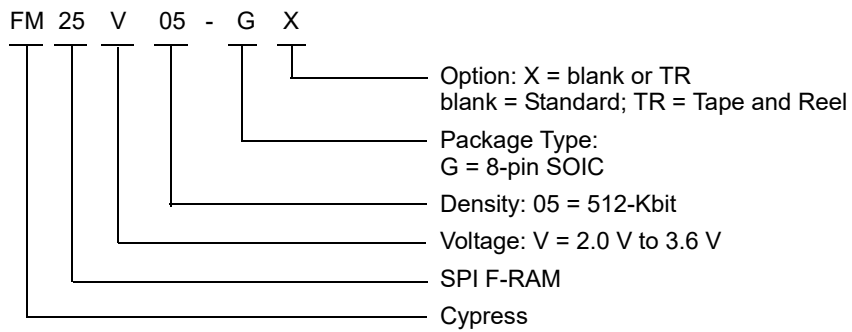 FM 25 V 05 - G X
Option: X = blank or TR
blank = Standard; TR = Tape and Reel
Package Type:
G = 8-pin SOIC
Density: 05 = 512-Kbit
Voltage: V = 2.0 V to 3.6 V
SPI F-RAM
Cypress